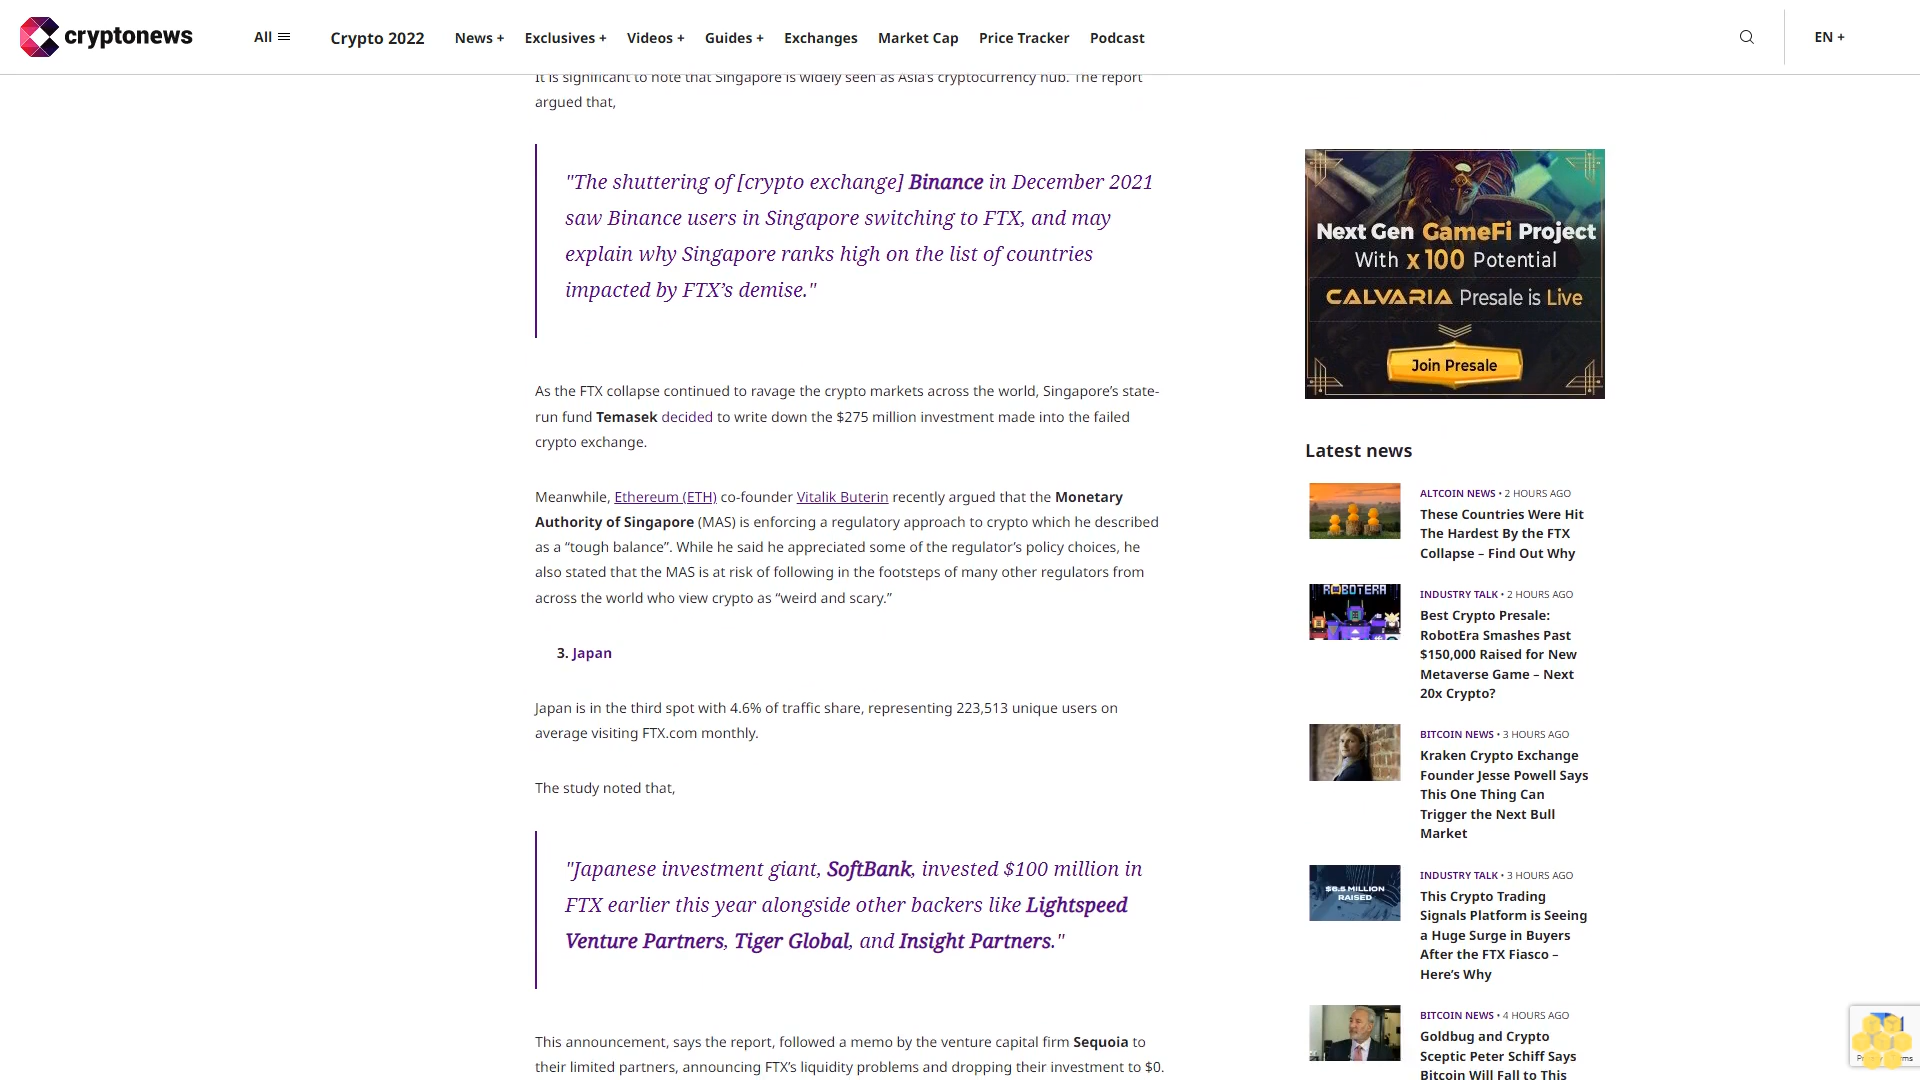 cryptonews
All
Crypto 2022
News +
Exclusives +
Videos +
Guides +
Exchanges
Market Cap
Price Tracker
Podcast
EN +
It is significant to note that Singapore is widely seen as Asia's cryptocurrency hub. The report
argued that,
"The shuttering of [crypto exchange] Binance in December 2021
saw Binance users in Singapore switching to FTX, and may
explain why Singapore ranks high on the list of countries
impacted by FTX’s demise."
As the FTX collapse continued to ravage the crypto markets across the world, Singapore’s state-
run fund Temasek decided to write down the $275 million investment made into the failed
crypto exchange.
Meanwhile, Ethereum (ETH) co-founder Vitalik Buterin recently argued that the Monetary
Authority of Singapore (MAS) is enforcing a regulatory approach to crypto which he described
as a “tough balance”. While he said he appreciated some of the regulator’s policy choices, he
also stated that the MAS is at risk of following in the footsteps of many other regulators from
across the world who view crypto as “weird and scary.”
3. Japan
Japan is in the third spot with 4.6% of traffic share, representing 223,513 unique users on
average visiting FTX.com monthly.
The study noted that,
"Japanese investment giant, SoftBank, invested $100 million in
FTX earlier this year alongside other backers like Lightspeed
Venture Partners, Tiger Global, and Insight Partners."
This announcement, says the report, followed a memo by the venture capital firm Sequoia to
their limited partners, announcing FTX’s liquidity problems and dropping their investment to $0.
Next Gen GameFi Project
With x100 Potential
CALVARIA Presale is Live
Join Presale
Latest news
ALTCOIN NEWS • 2 HOURS AGO
These Countries Were Hit
The Hardest By the FTX
Collapse – Find Out Why
ROBOTERA
INDUSTRY TALK • 2 HOURS AGO
Best Crypto Presale:
RobotEra Smashes Past
$150,000 Raised for New
Metaverse Game – Next
20x Crypto?
BITCOIN NEWS • 3 HOURS AGO
Kraken Crypto Exchange
Founder Jesse Powell Says
This One Thing Can
Trigger the Next Bull
Market
$6.5 MILLION
RAISED
INDUSTRY TALK • 3 HOURS AGO
This Crypto Trading
Signals Platform is Seeing
a Huge Surge in Buyers
After the FTX Fiasco –
Here’s Why
BITCOIN NEWS • 4 HOURS AGO
Goldbug and Crypto
Sceptic Peter Schiff Says
Bitcoin Will Fall to This